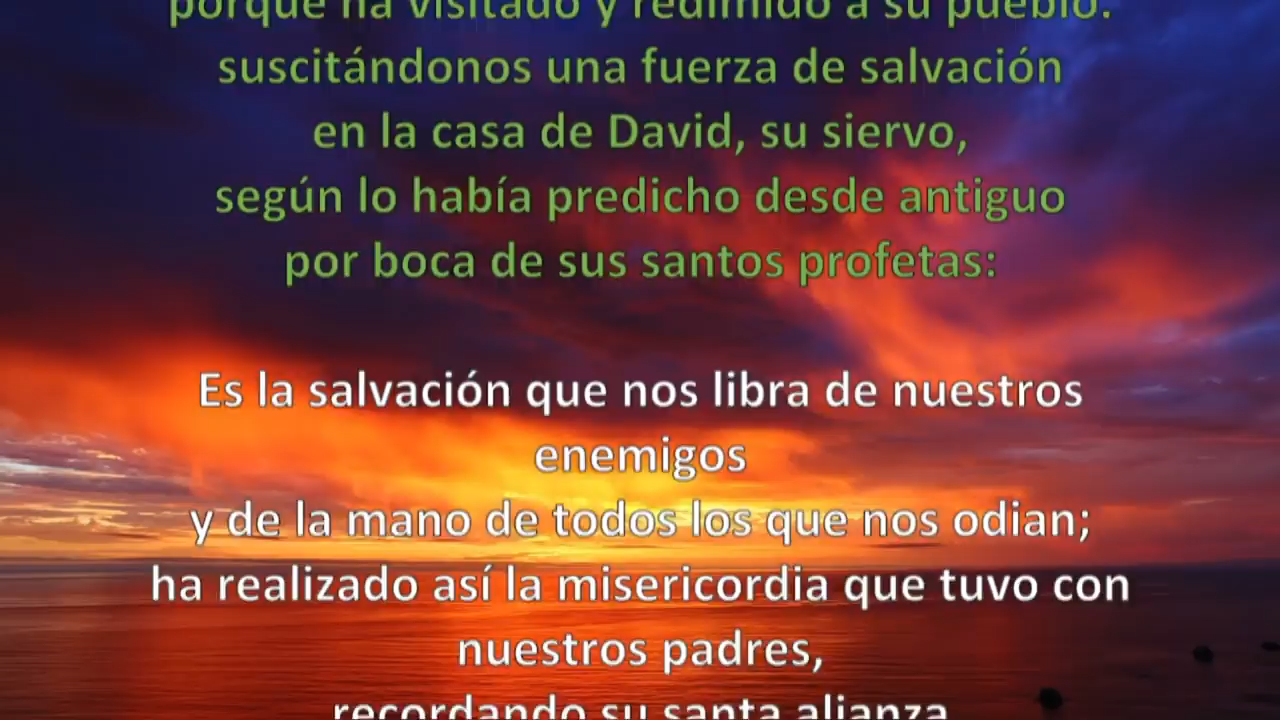 porque ha visitado y redimido a su pueblo.
suscitándonos una fuerza de salvación
en la casa de David, su siervo,
según lo había predicho desde antiguo
por boca de sus santos profetas:
Es la salvación que nos libra de nuestros
enemigos
y de la mano de todos los que nos odian;
ha realizado así la misericordia que tuvo con
nuestros padres,
recordando su santa alianza